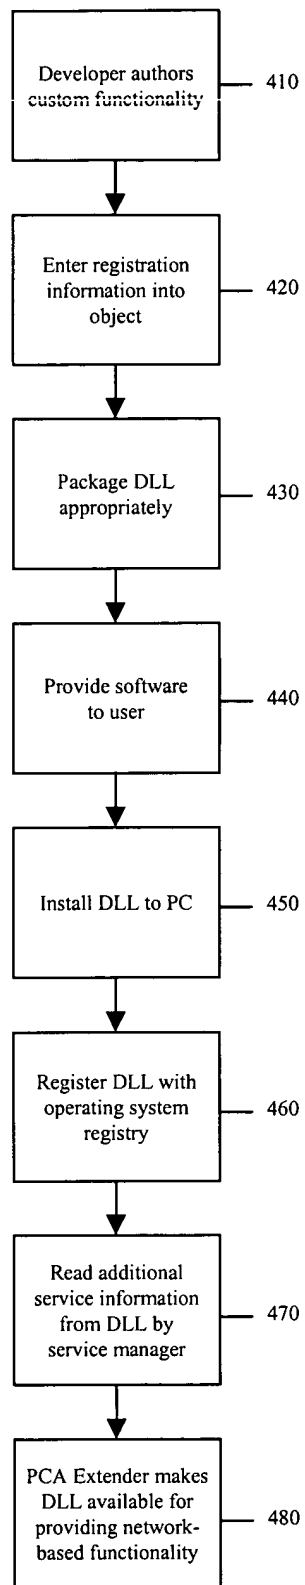 Developer authors
custom functionality
410
Enter registration
information into
object
420
Package DLL
appropriately
430
Provide software
to user
440
Install DLL to PC
450
Register DLL with
operating system
registry
460
Read additional
service information
from DLL by
service manager
470
PCA Extender makes
DLL available for
providing network-
based functionality
480